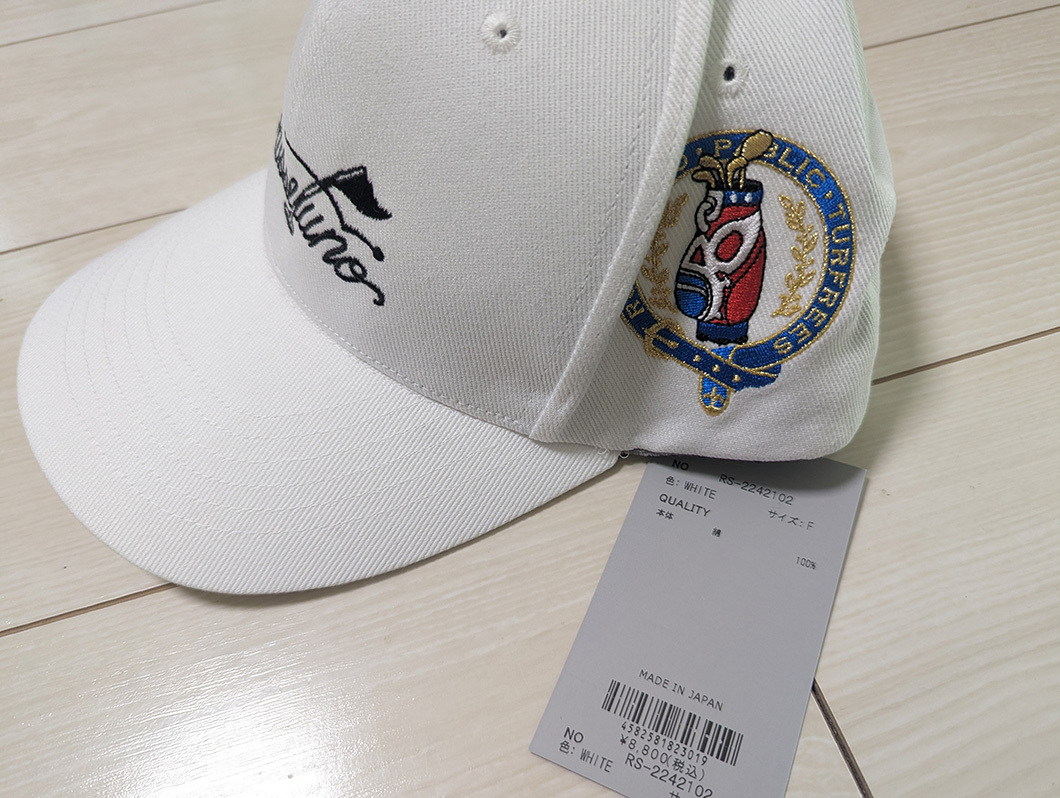 PUBLIC · TURFREES
NO RS-2242102
色: WHITE サイズ: F
QUALITY
本体 綿 100%
MADE IN JAPAN
4582581823019
¥8,800(税込)
NO RS-2242102
色: WHITE